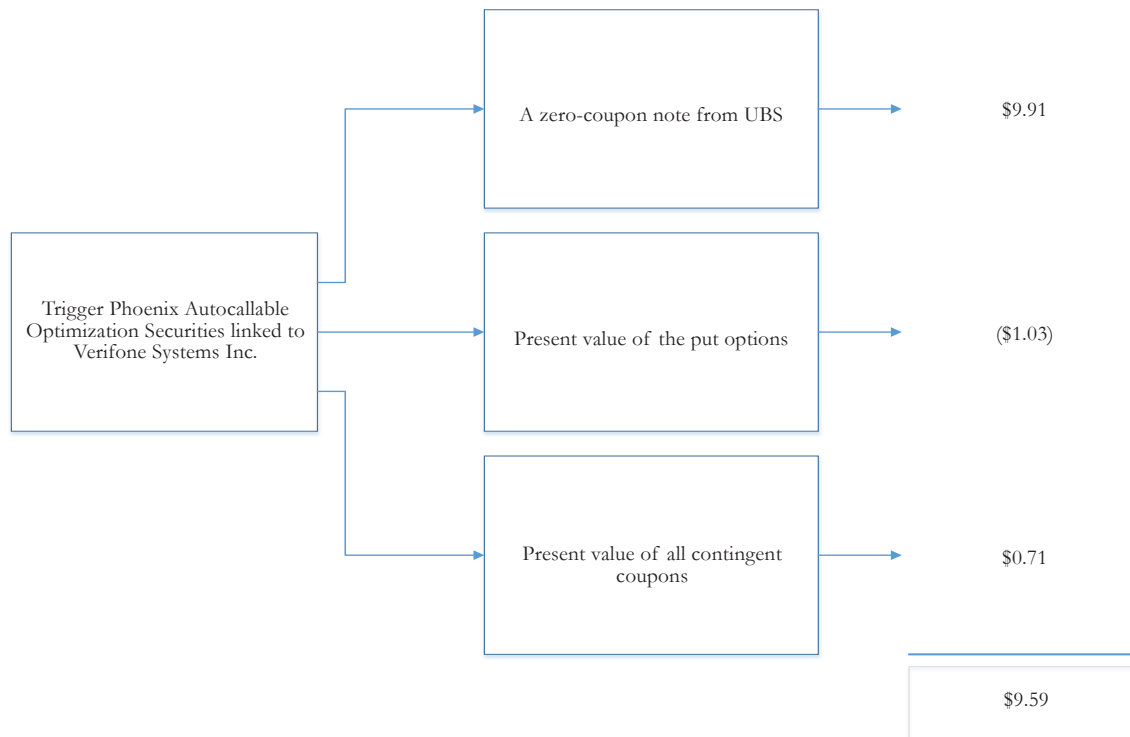 A zero-coupon note from UBS
$9.91
Trigger Phoenix Autocallable
Optimization Securities linked to
Verifone Systems Inc.
Present value of the put options
($1.03)
Present value of all contingent
coupons
$0.71
$9.59